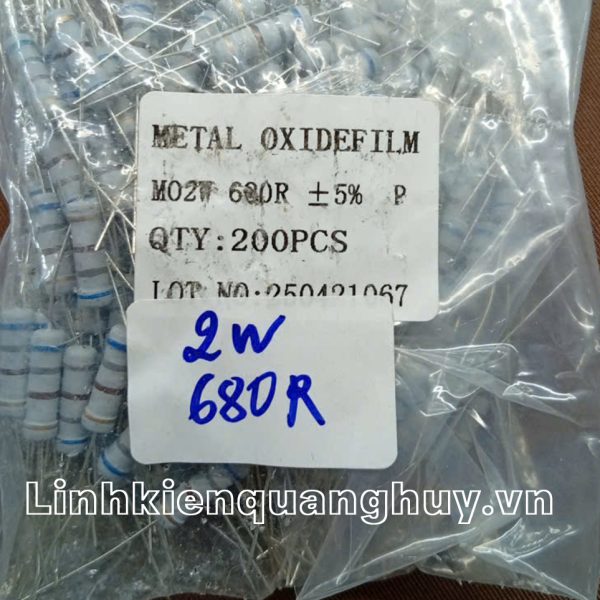 METAL OXIDEFILM
MO2W 680R ±5% P
QTY:200PCS
LOT NO:250421067
2W
680R
Linhkienquanghuy.vn